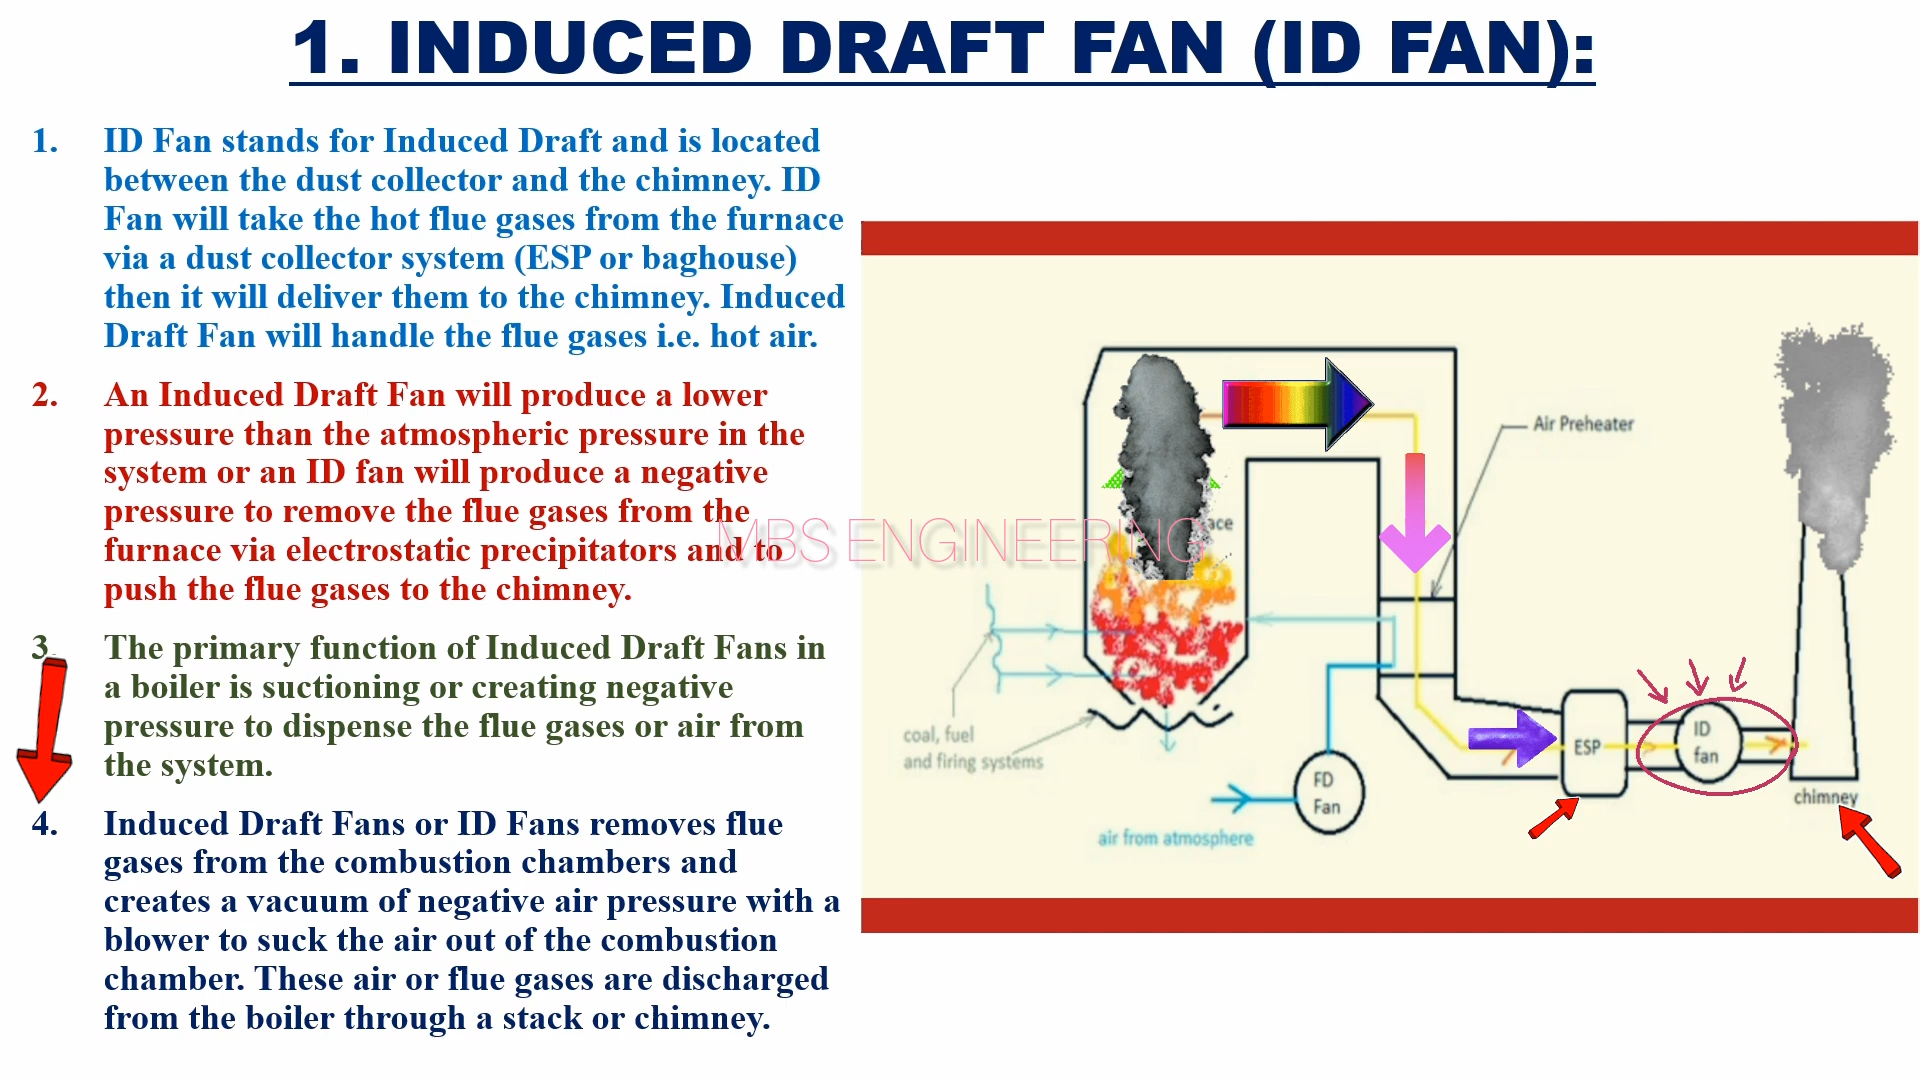 1. INDUCED DRAFT FAN (ID FAN):
1. ID Fan stands for Induced Draft and is located
between the dust collector and the chimney. ID
Fan will take the hot flue gases from the furnace
via a dust collector system (ESP or baghouse)
then it will deliver them to the chimney. Induced
Draft Fan will handle the flue gases i.e. hot air.
2. An Induced Draft Fan will produce a lower
pressure than the atmospheric pressure in the
system or an ID fan will produce a negative
pressure to remove the flue gases from the
furnace via electrostatic precipitators and to
push the flue gases to the chimney.
3. The primary function of Induced Draft Fans in
a boiler is suctioning or creating negative
pressure to dispense the flue gases or air from
the system.
4. Induced Draft Fans or ID Fans removes flue
gases from the combustion chambers and
creates a vacuum of negative air pressure with a
blower to suck the air out of the combustion
chamber. These air or flue gases are discharged
from the boiler through a stack or chimney.
MBS ENGINEERING
Air Preheater
coal, fuel
and firing systems
air from atmosphere
FD
Fan
ESP
ID
fan
chimney